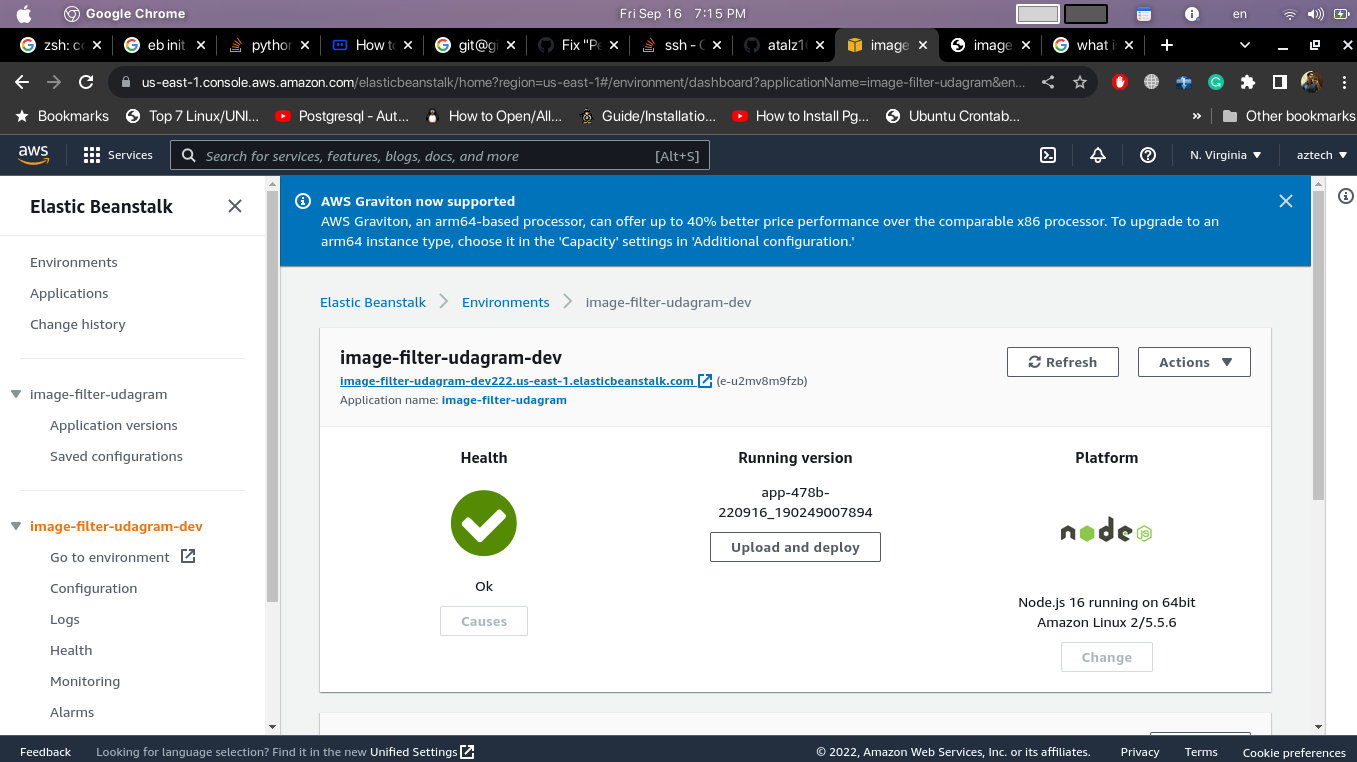 Google Chrome
Fri Sep 16 7:15 PM
en
zsh: c
eb init
python
How to
git@gi
Fix "Pe
ssh -
atalz1
image
image
what is
us-east-1.console.aws.amazon.com/elasticbeanstalk/home?region=us-east-1#/environment/dashboard?applicationName=image-filter-udagram&en...
Bookmarks
Top 7 Linux/UNI...
Postgresql - Aut...
How to Open/All...
Guide/Installatio...
How to Install Pg...
Ubuntu Crontab...
»
Other bookmarks
aws
Services
Search for services, features, blogs, docs, and more
[Alt+S]
N. Virginia
aztech
Elastic Beanstalk
Environments
Applications
Change history
image-filter-udagram
Application versions
Saved configurations
image-filter-udagram-dev
Go to environment
Configuration
Logs
Health
Monitoring
Alarms
AWS Graviton now supported
AWS Graviton, an arm64-based processor, can offer up to 40% better price performance over the comparable x86 processor. To upgrade to an
arm64 instance type, choose it in the 'Capacity' settings in 'Additional configuration.'
Elastic Beanstalk
Environments
image-filter-udagram-dev
image-filter-udagram-dev
image-filter-udagram-dev222.us-east-1.elasticbeanstalk.com (e-u2mv8m9fzb)
Application name: image-filter-udagram
Refresh
Actions
Health
Ok
Causes
Running version
app-478b-
220916_190249007894
Upload and deploy
Platform
node
JS
Node.js 16 running on 64bit
Amazon Linux 2/5.5.6
Change
Feedback
Looking for language selection? Find it in the new Unified Settings
© 2022, Amazon Web Services, Inc. or its affiliates.
Privacy
Terms
Cookie preferences